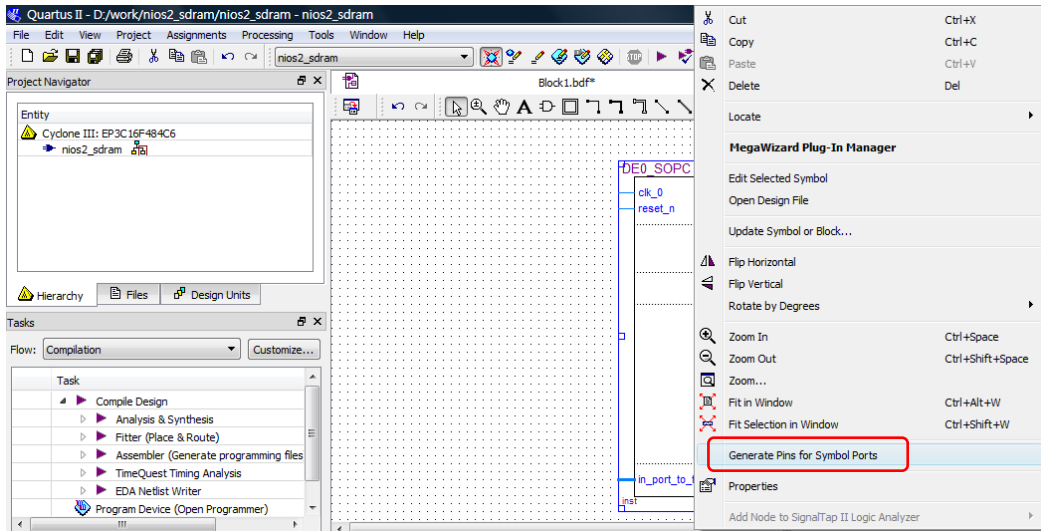 Quartus II - D:/work/nios2_sdram/nios2_sdram - nios2_sdram
File Edit View Project Assignments Processing Tools Window Help
nios2_sdram
Project Navigator
Entity
Cyclone III: EP3C16F484C6
nios2_sdram
Hierarchy
Files
Design Units
Tasks
Flow: Compilation
Customize...
Task
Compile Design
Analysis & Synthesis
Fitter (Place & Route)
Assembler (Generate programming files
TimeQuest Timing Analysis
EDA Netlist Writer
Program Device (Open Programmer)
Block1.bdf*
A
DE0_SOPC
clk_0
reset_n
in_port_to_t
inst
Cut Ctrl+X
Copy Ctrl+C
Paste Ctrl+V
Delete Del
Locate
MegaWizard Plug-In Manager
Edit Selected Symbol
Open Design File
Update Symbol or Block...
Flip Horizontal
Flip Vertical
Rotate by Degrees
Zoom In Ctrl+Space
Zoom Out Ctrl+Shift+Space
Zoom...
Fit in Window Ctrl+Alt+W
Fit Selection in Window Ctrl+Shift+W
Generate Pins for Symbol Ports
Properties
Add Node to SignalTap II Logic Analyzer